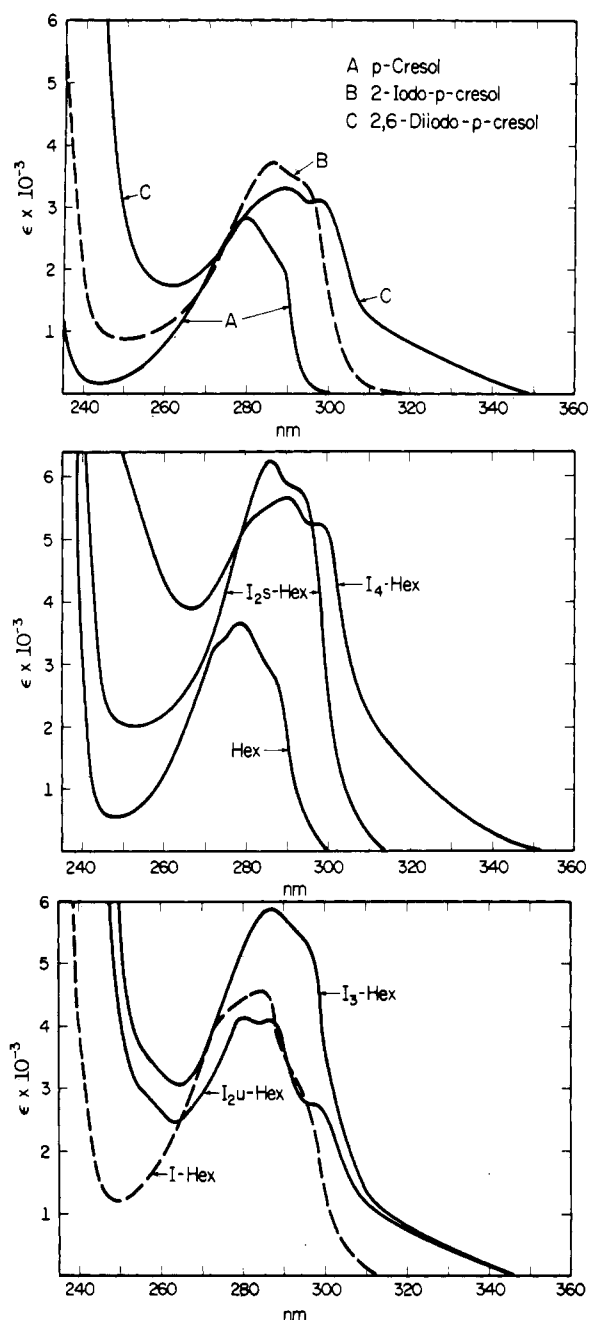 6
5
4
3
2
1
ε x 10⁻³
A p-Cresol
B 2-Iodo-p-cresol
C 2,6-Diiodo-p-cresol
B
C
C
A
240 260 280 300 320 340 360
nm
6
5
4
3
2
1
ε x 10⁻³
I₂s-Hex
I₄-Hex
Hex
240 260 280 300 320 340 360
nm
6
5
4
3
2
1
ε x 10⁻³
I₃-Hex
I₂u-Hex
I-Hex
240 260 280 300 320 340 360
nm